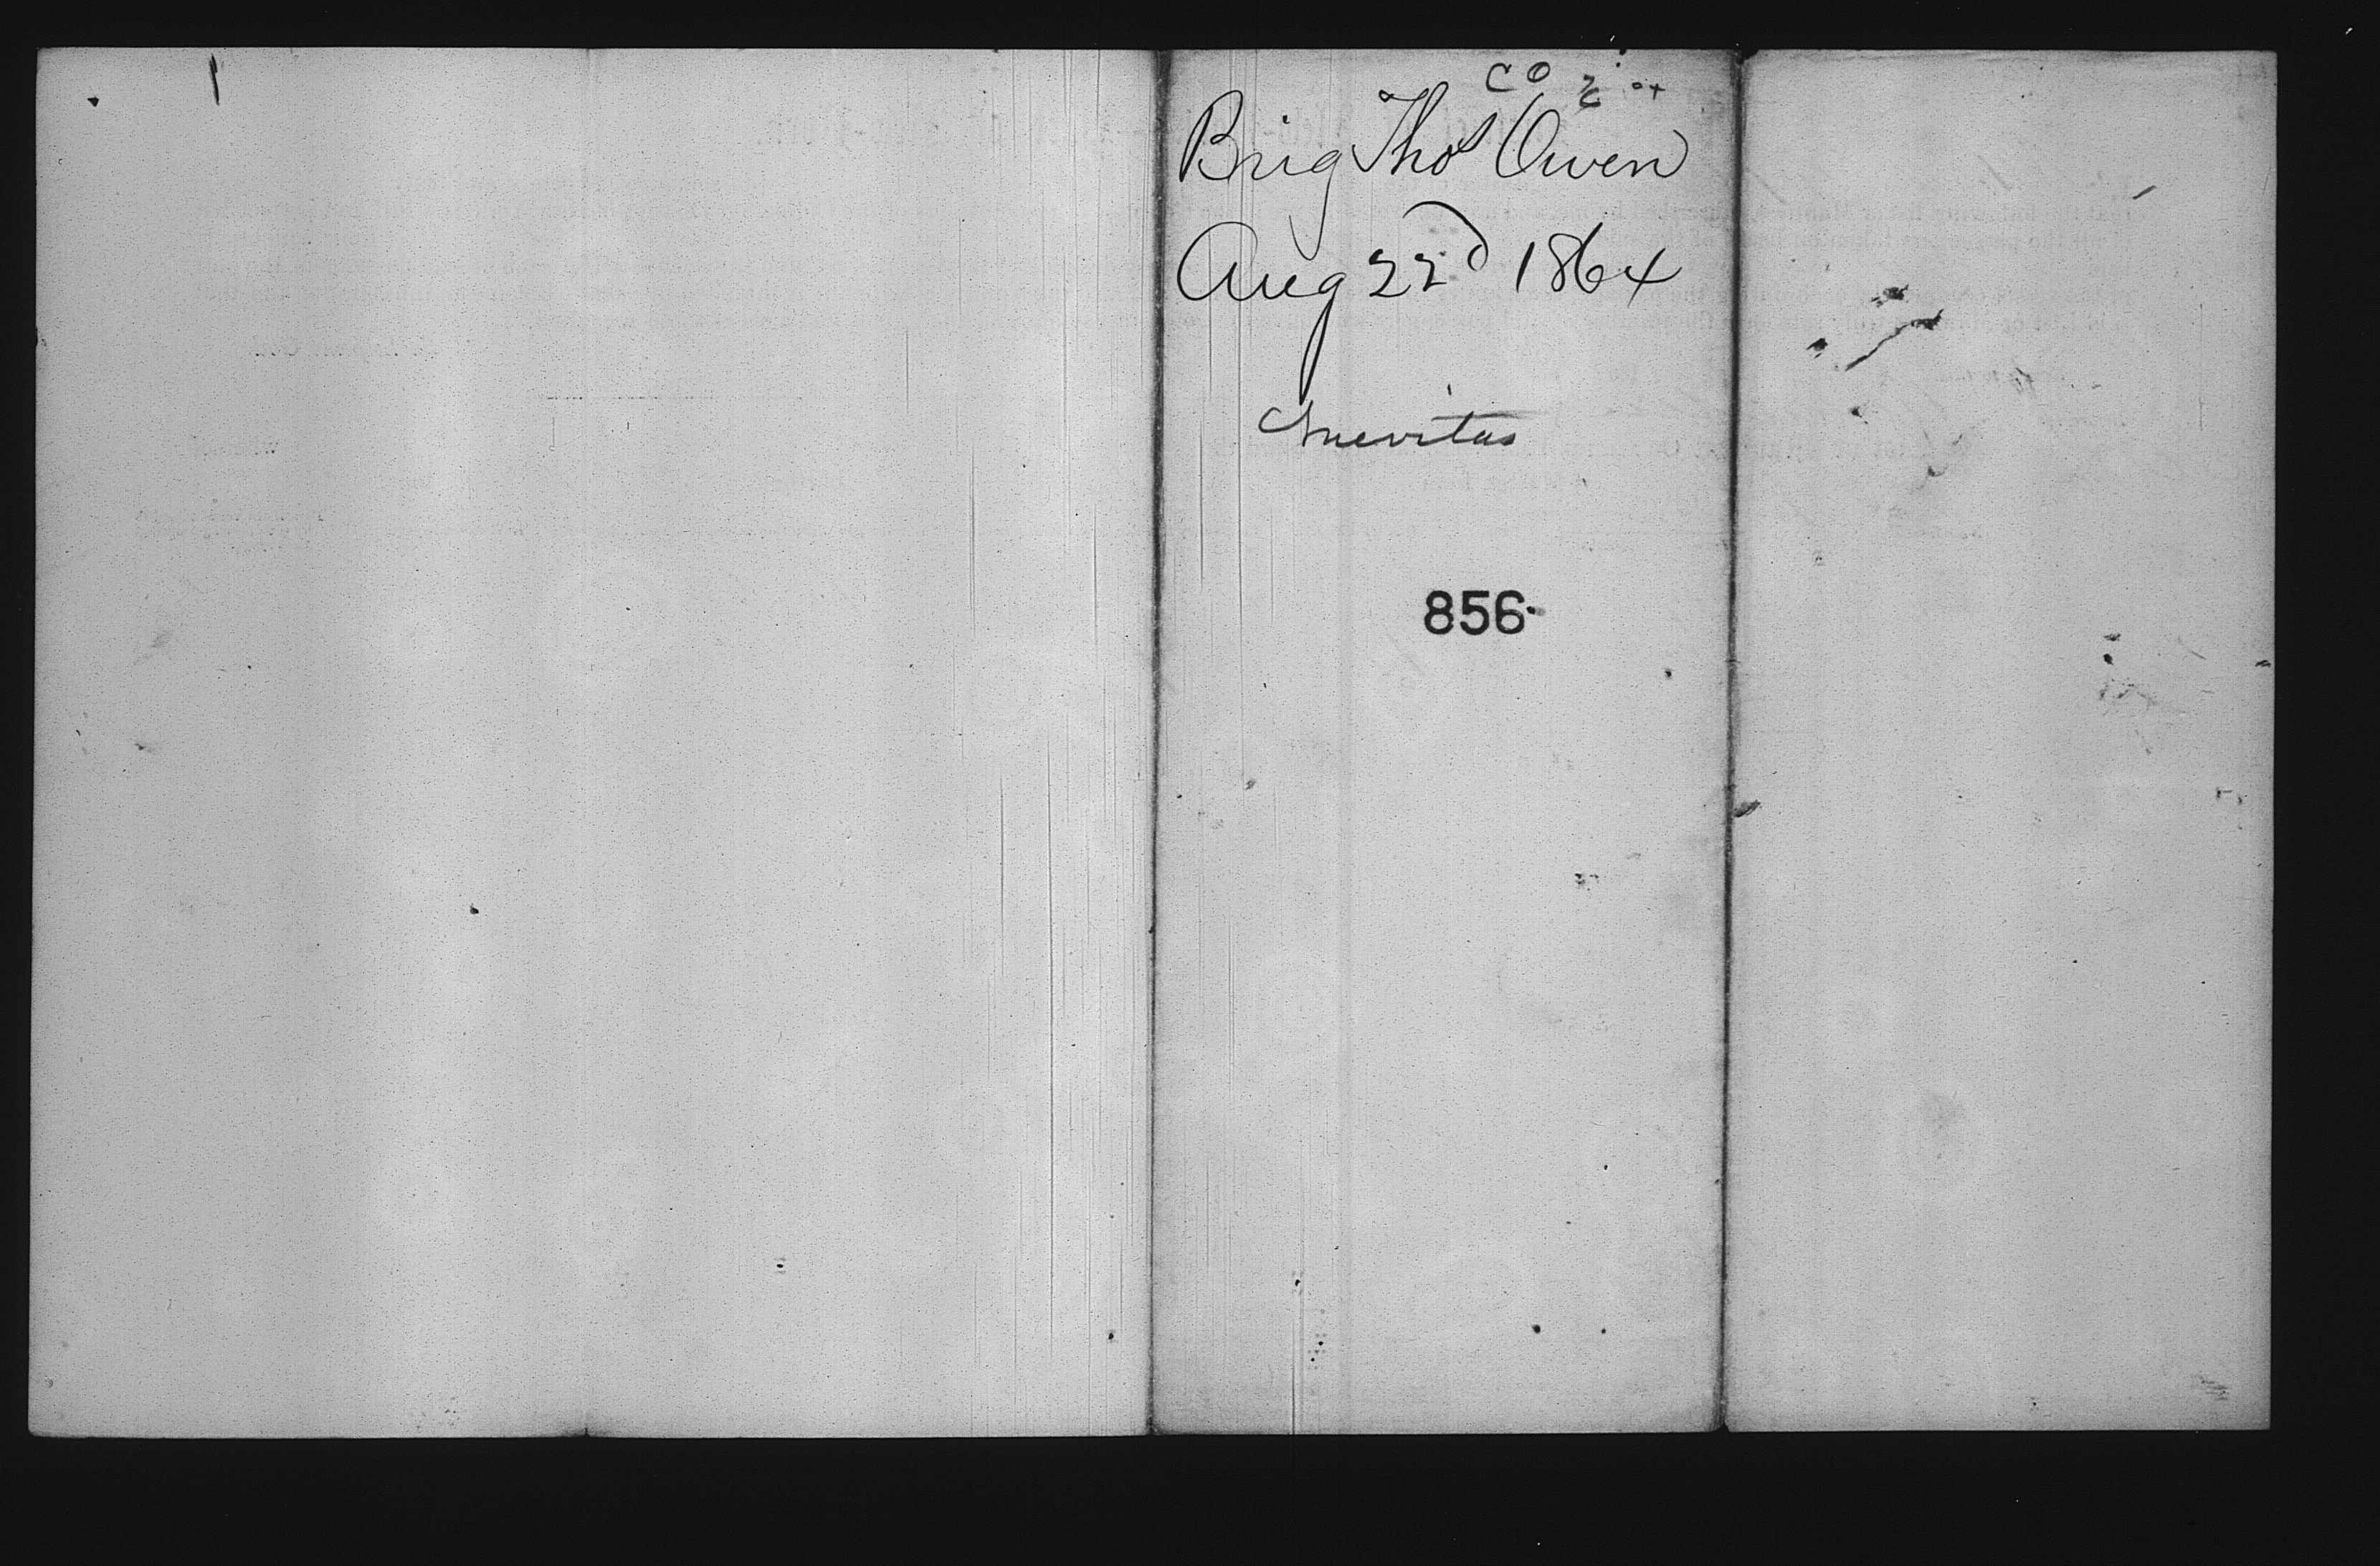 Brig Thos Owen
Aug 22d 1864
Nuevitas
856